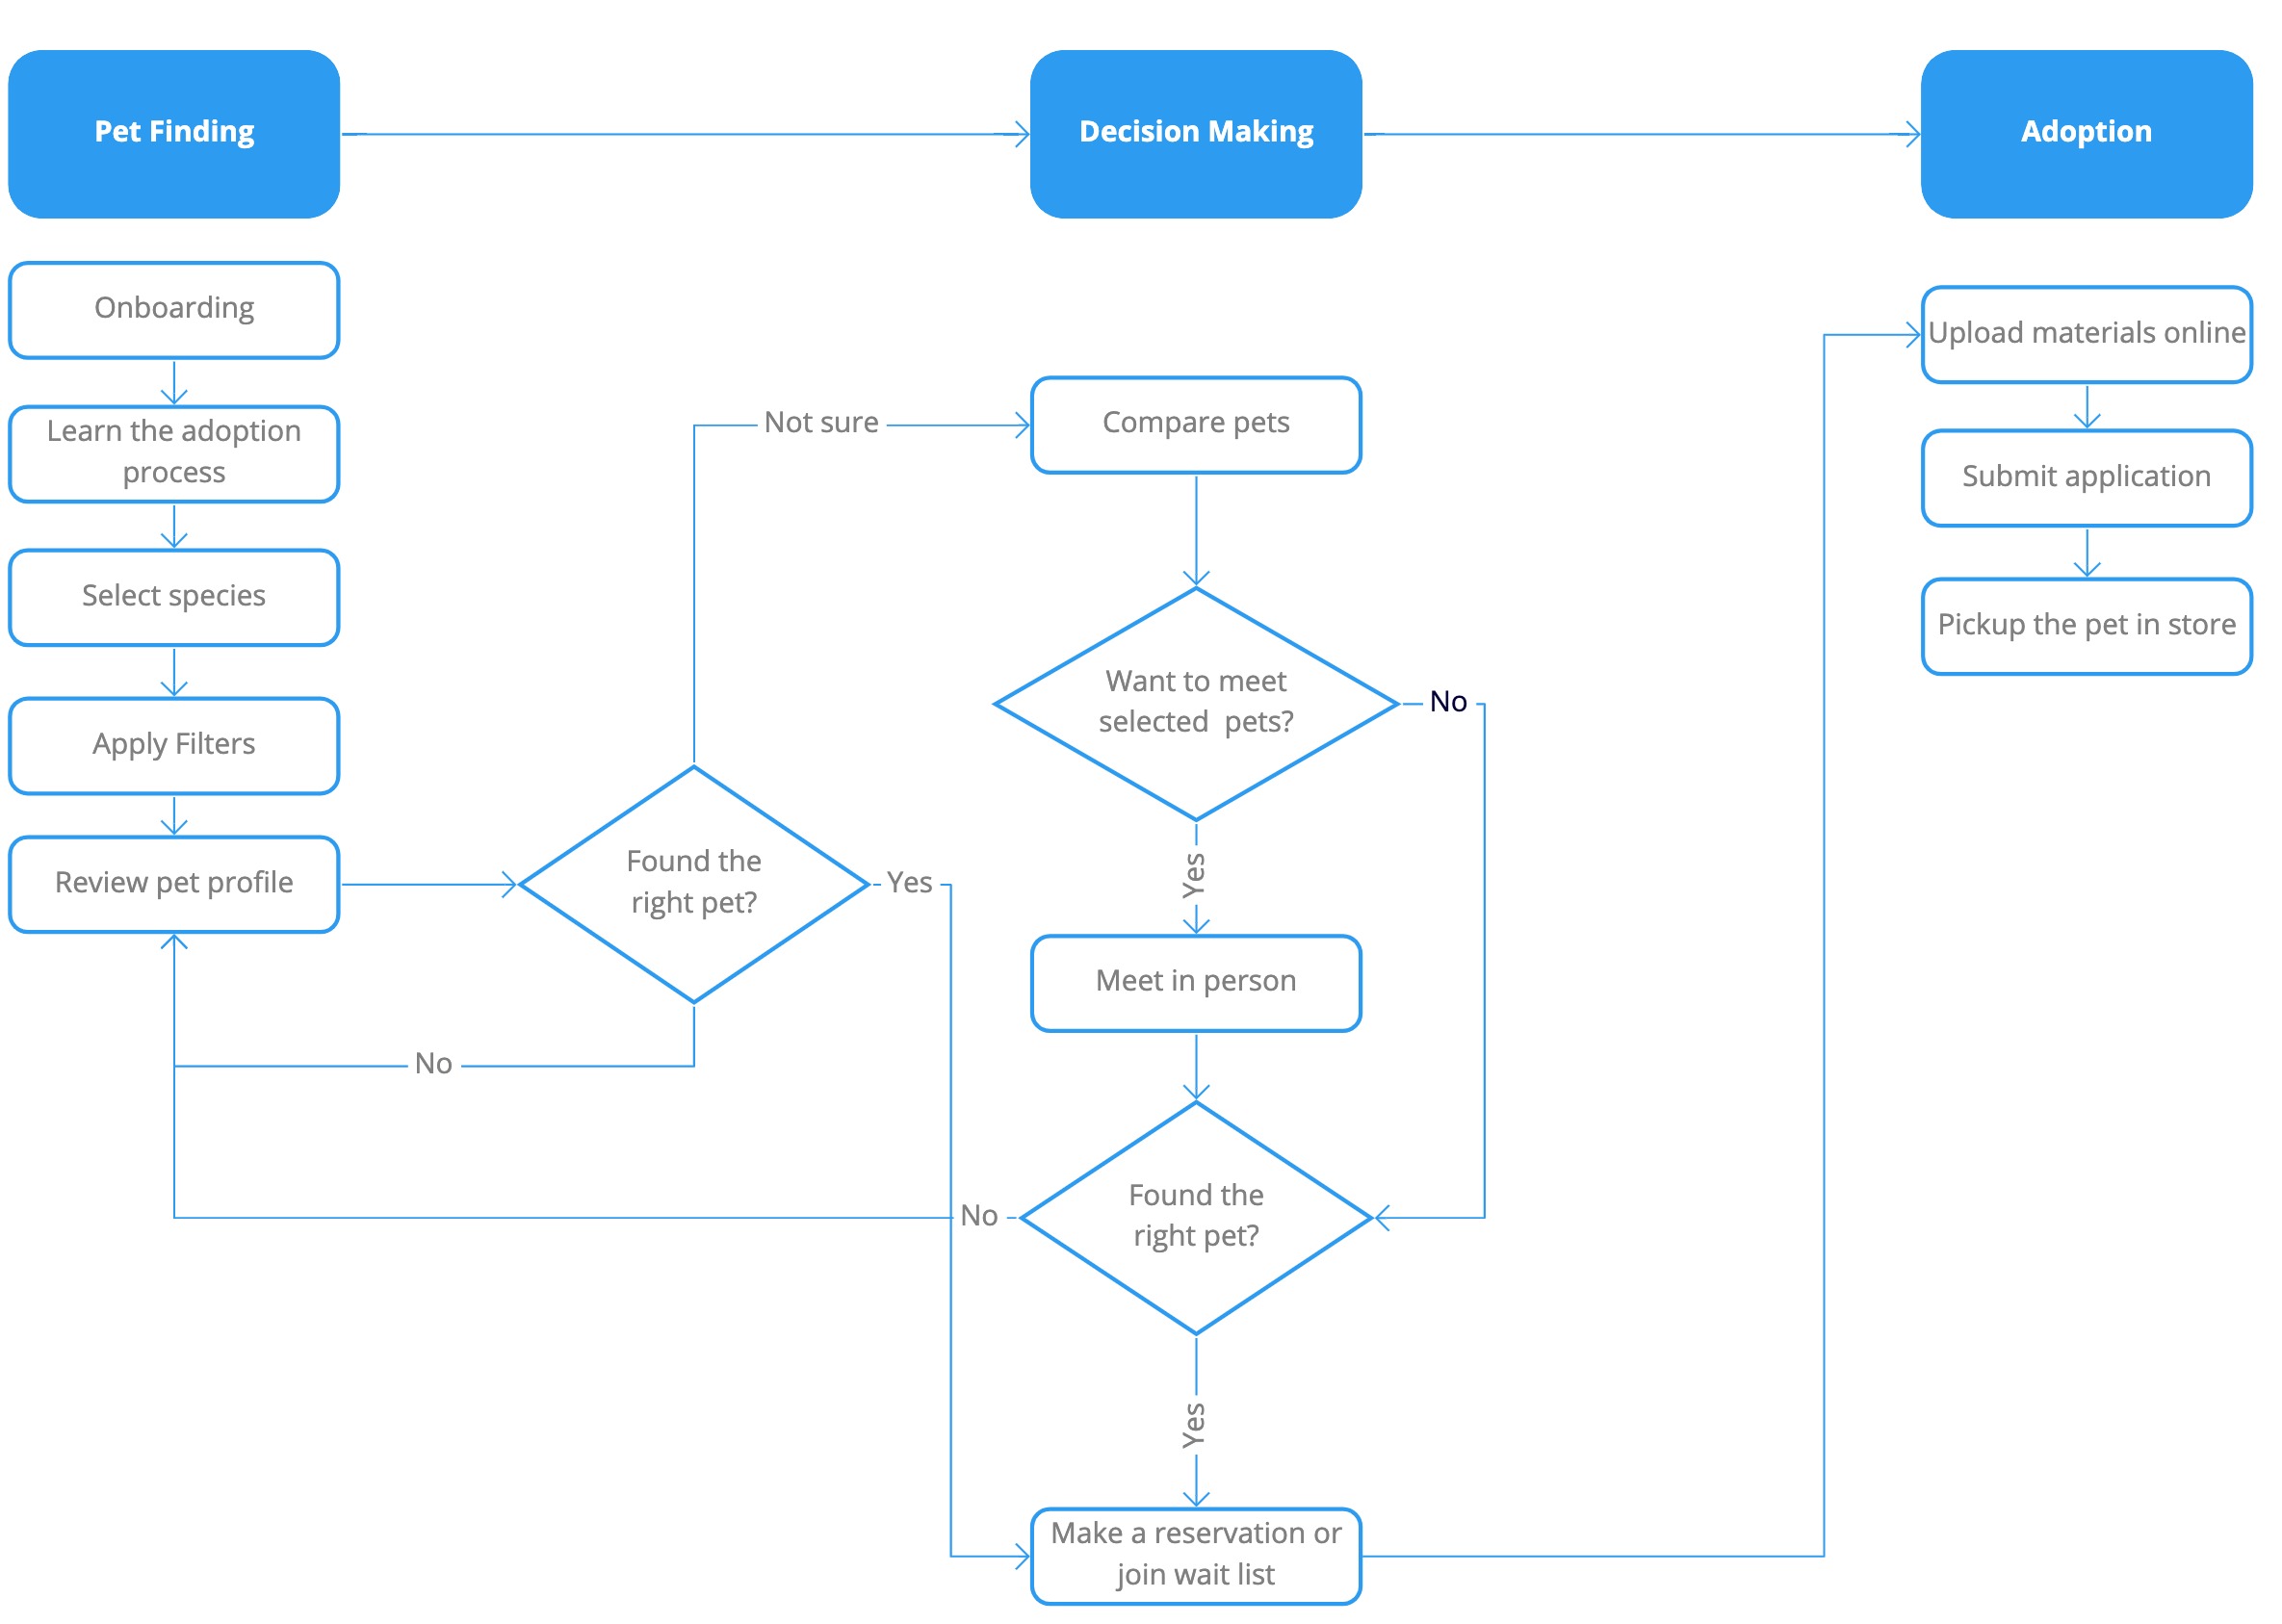 Pet Finding
Decision Making
Adoption
Onboarding
Learn the adoption
process
Select species
Apply Filters
Review pet profile
Found the
right pet?
Not sure
Yes
No
Compare pets
Want to meet
selected  pets?
No
Yes
Meet in person
Found the
right pet?
No
Yes
Make a reservation or
join wait list
Upload materials online
Submit application
Pickup the pet in store